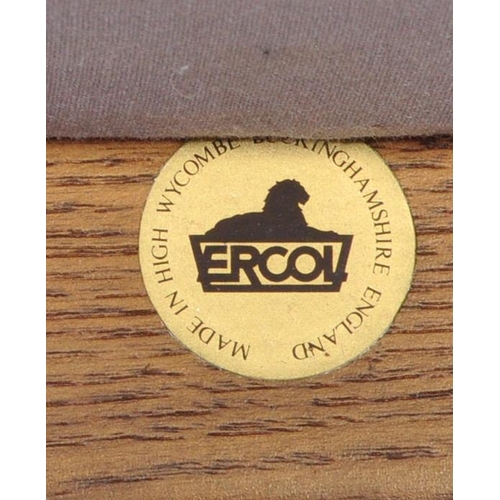 MADE IN HIGH WYCOMBE BUCKINGHAMSHIRE ENGLAND
ERCOL